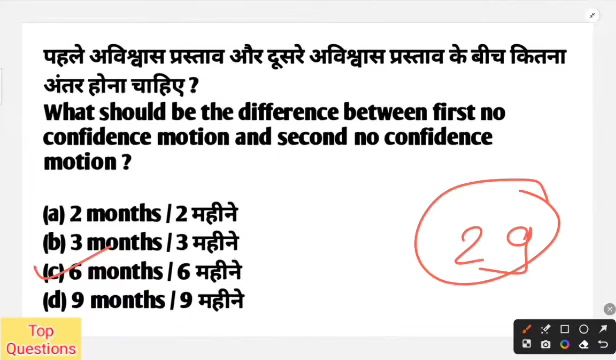 पहले अविश्वास प्रस्ताव और दूसरे अविश्वास प्रस्ताव के बीच कितना
अंतर होना चाहिए ?
What should be the difference between first no
confidence motion and second no confidence
motion ?
(a) 2 months / 2 महीने
(b) 3 months / 3 महीने
(c) 6 months / 6 महीने
(d) 9 months / 9 महीने
29
Top
Questions